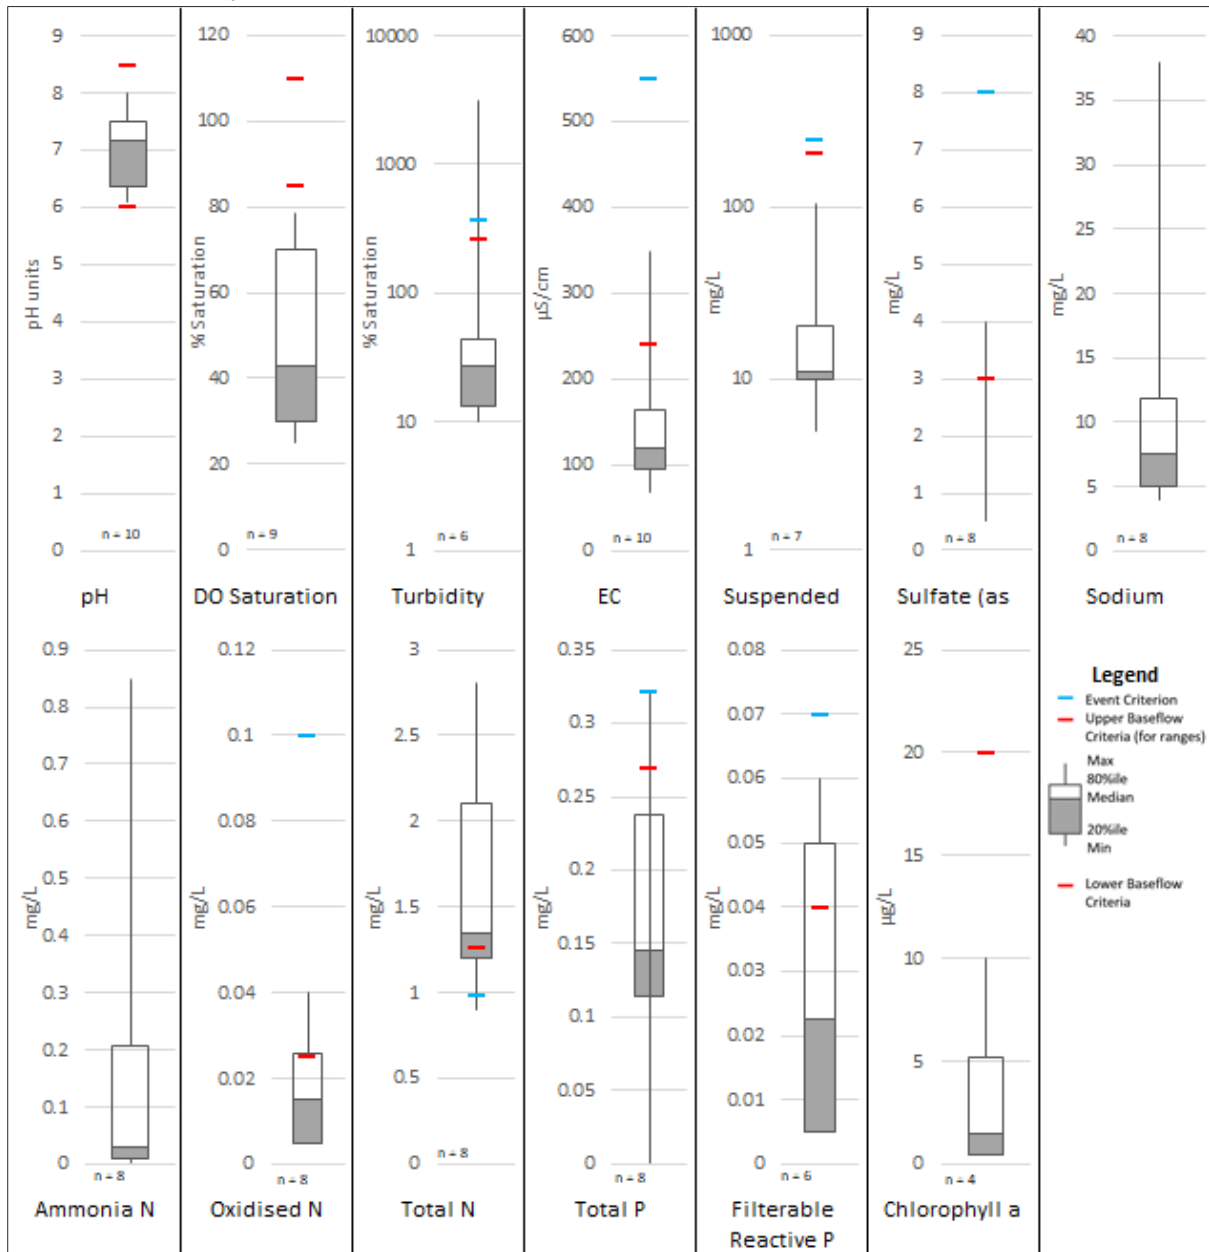 9
8
7
6
5
4
3
2
1
0
pH units
n = 10
pH
120
100
80
60
40
20
0
% Saturation
n = 9
DO Saturation
10000
1000
100
10
1
% Saturation
n = 6
Turbidity
600
500
400
300
200
100
0
µS/cm
n = 10
EC
1000
100
10
1
mg/L
n = 7
Suspended
9
8
7
6
5
4
3
2
1
0
mg/L
n = 8
Sulfate (as
40
35
30
25
20
15
10
5
0
mg/L
n = 8
Sodium
0.9
0.8
0.7
0.6
0.5
0.4
0.3
0.2
0.1
0
mg/L
n = 8
Ammonia N
0.12
0.1
0.08
0.06
0.04
0.02
0
mg/L
n = 8
Oxidised N
3
2.5
2
1.5
1
0.5
0
mg/L
n = 8
Total N
0.35
0.3
0.25
0.2
0.15
0.1
0.05
0
mg/L
n = 8
Total P
0.08
0.07
0.06
0.05
0.04
0.03
0.02
0.01
0
mg/L
n = 6
Filterable
Reactive P
25
20
15
10
5
0
µg/L
n = 4
Chlorophyll a
Legend
Event Criterion
Upper Baseflow
Criteria (for ranges)
Max
80%ile
Median
20%ile
Min
Lower Baseflow
Criteria